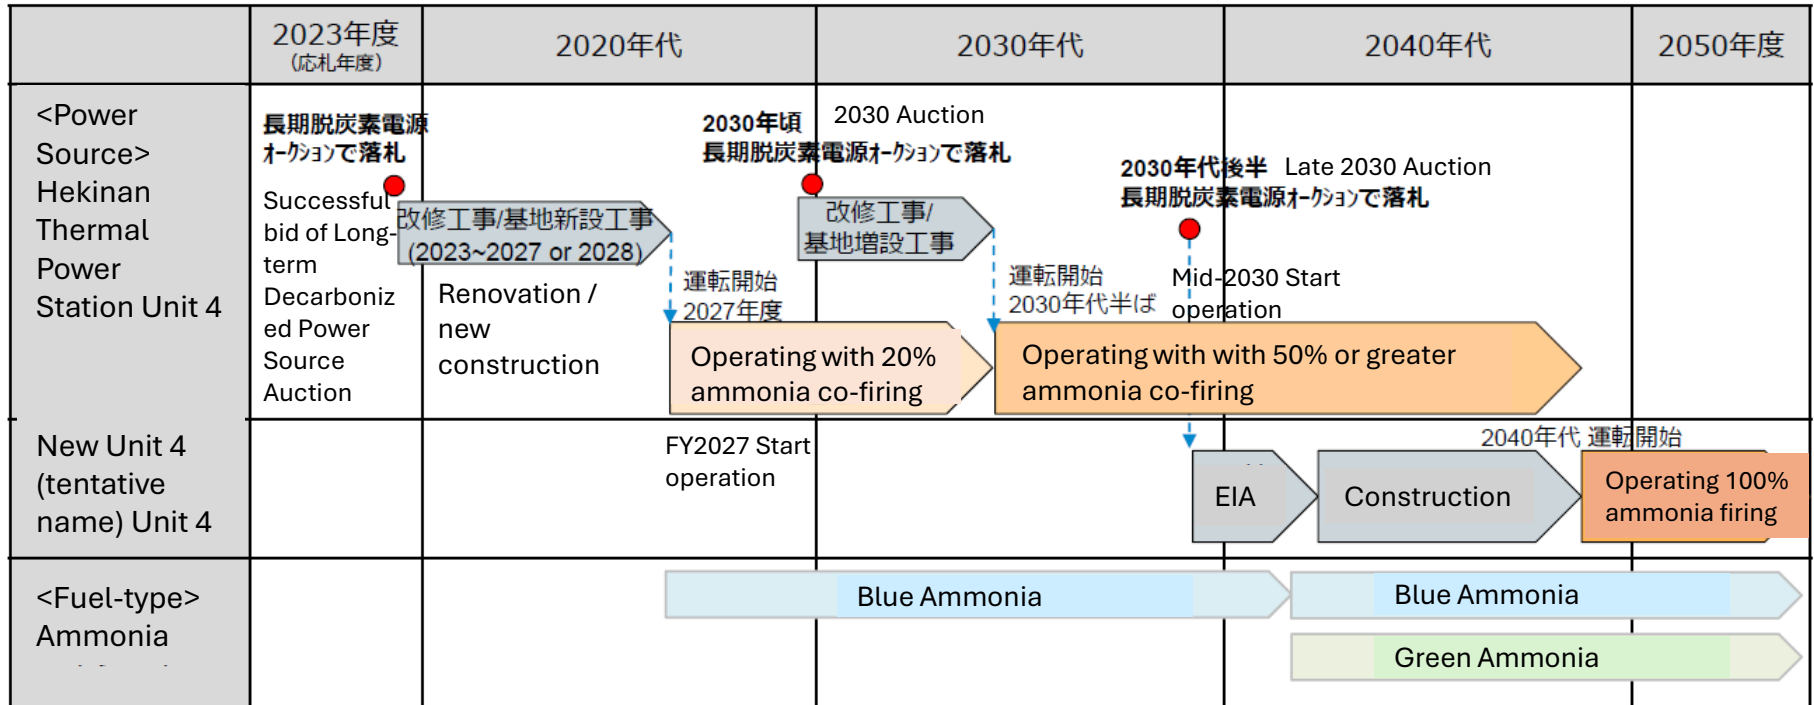 2023年度
(応札年度)
2020年代
2030年代
2040年代
2050年度
<Power
Source>
Hekinan
Thermal
Power
Station Unit 4
長期脱炭素電源
オークションで落札
Successful
bid of Long-
term
Decarboniz
ed Power
Source
Auction
改修工事/基地新設工事
(2023~2027 or 2028)
Renovation /
new
construction
運転開始
2027年度
2030年頃
長期脱炭素電源オークションで落札
2030 Auction
改修工事/
基地増設工事
運転開始
2030年代半ば
2030年代後半
長期脱炭素電源オークションで落札
Late 2030 Auction
Mid-2030 Start
operation
Operating with 20%
ammonia co-firing
Operating with with 50% or greater
ammonia co-firing
New Unit 4
(tentative
name) Unit 4
FY2027 Start
operation
2040年代 運転開始
EIA
Construction
Operating 100%
ammonia firing
<Fuel-type>
Ammonia
Blue Ammonia
Blue Ammonia
Green Ammonia